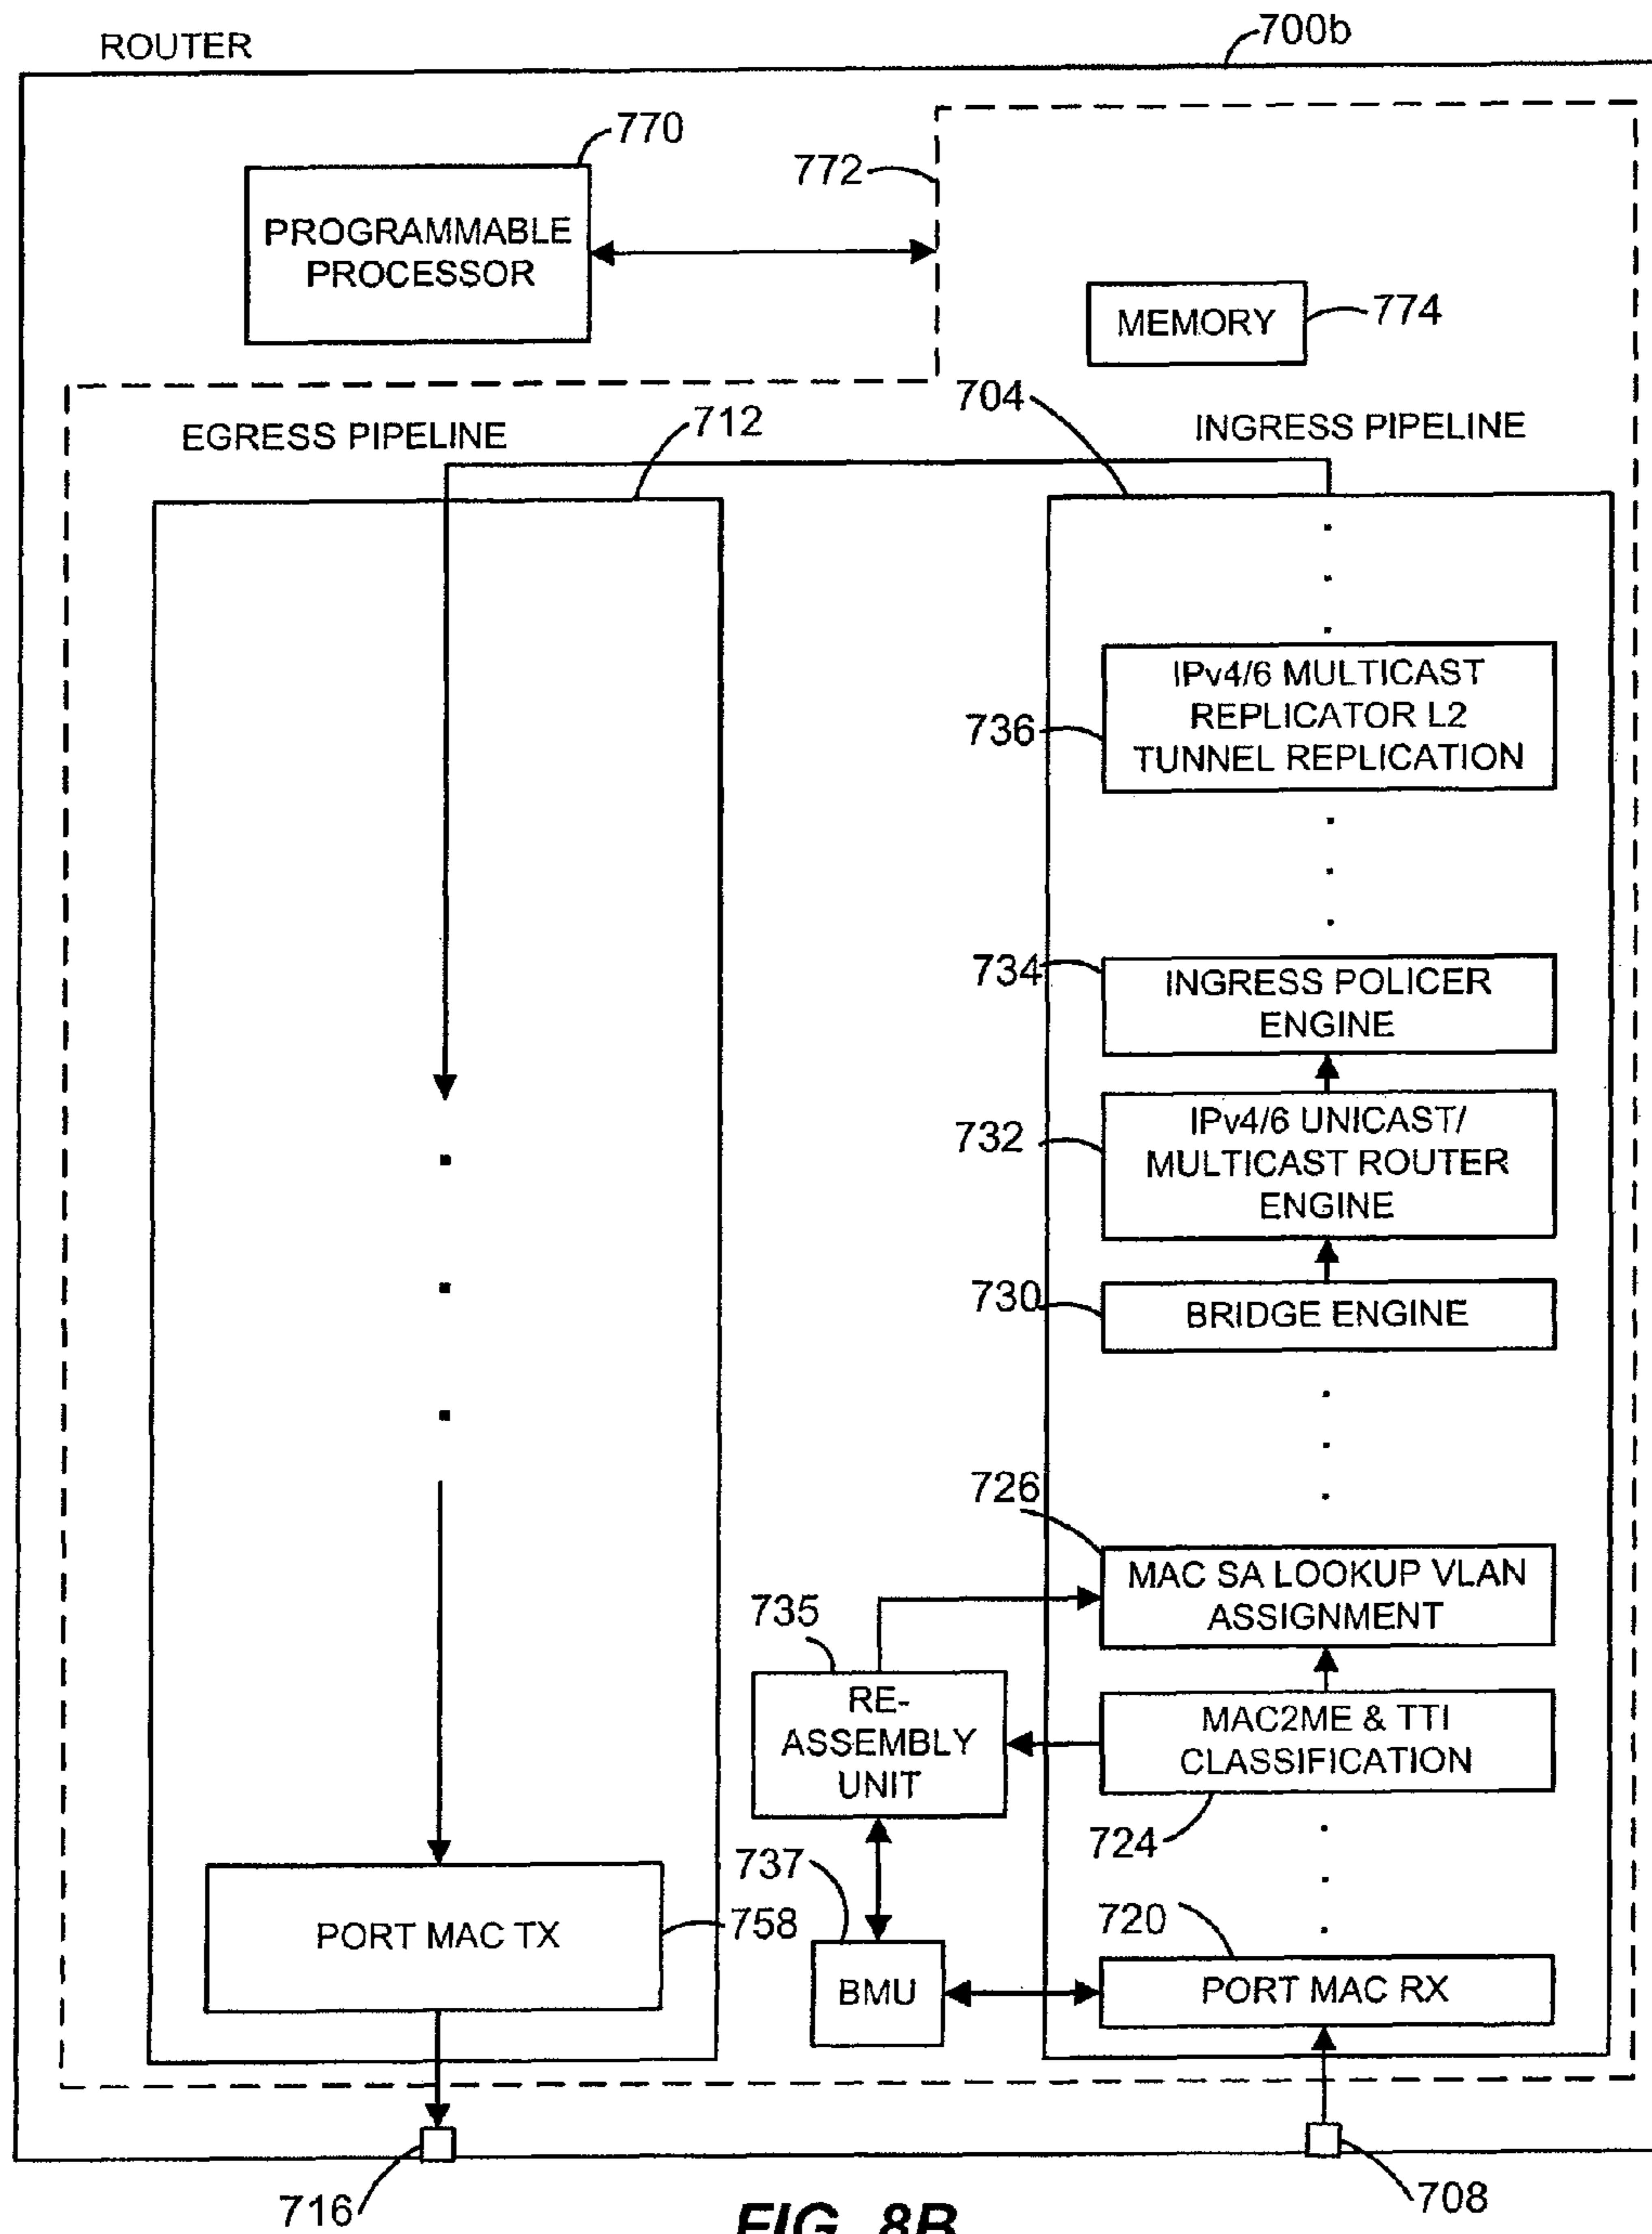 ROUTER
700b
770
PROGRAMMABLE
PROCESSOR
772
MEMORY
774
EGRESS PIPELINE
712
704
INGRESS PIPELINE
IPv4/6 MULTICAST
REPLICATOR L2
TUNNEL REPLICATION
736
734
INGRESS POLICER
ENGINE
732
IPv4/6 UNICAST/
MULTICAST ROUTER
ENGINE
730
BRIDGE ENGINE
726
MAC SA LOOKUP VLAN
ASSIGNMENT
735
RE-
ASSEMBLY
UNIT
MAC2ME & TTI
CLASSIFICATION
724
737
PORT MAC TX
758
BMU
720
PORT MAC RX
716
708
FIG. 8B